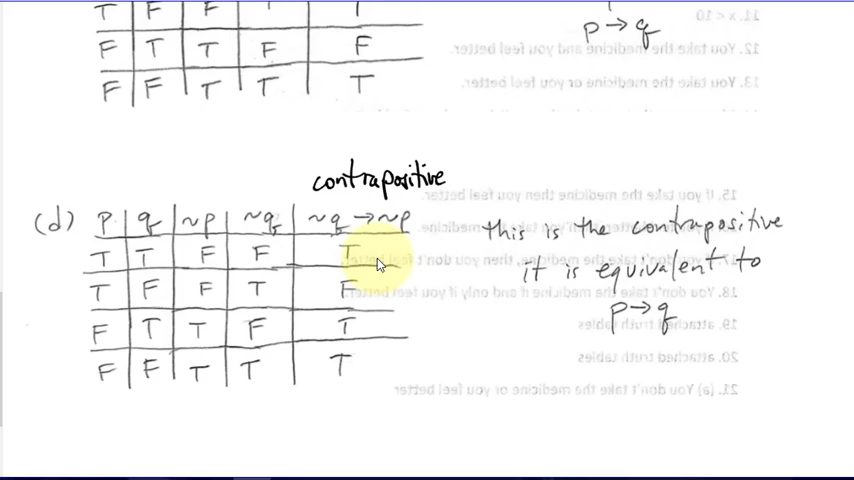 T F F T
11. x < 10
p → q
F T T F F
12. You take the medicine and you feel better.
F F T T T
13. You take the medicine or you feel better.
contrapositive
15. If you take the medicine then you feel better.
(d) p q ~p ~q ~q → ~p
this is the contrapositive
medicine.
T T F F T
it is equivalent to
17. don't take the medicine, then you don't feel better.
T F F T F
18. You don't take the medicine if and only if you feel better.
p → q
F T T F T
19. attached truth tables
F F T T T
20. attached truth tables
21. (a) You don't take the medicine or you feel better